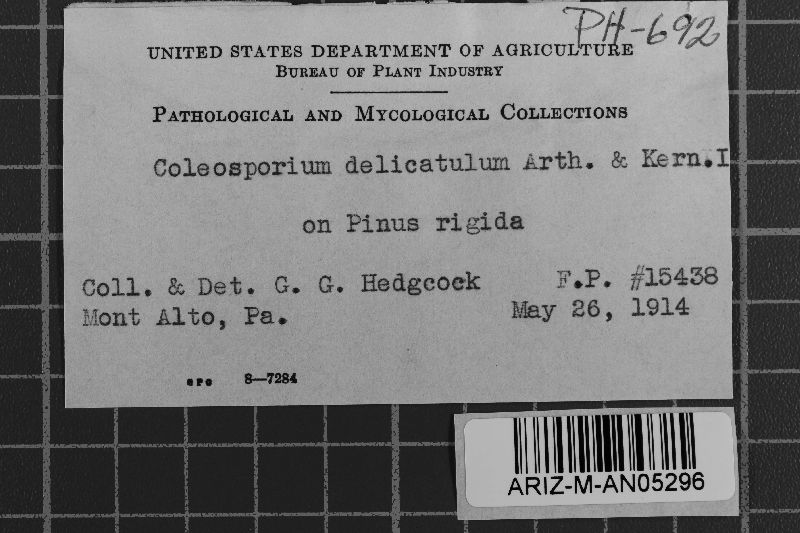 PH-692
UNITED STATES DEPARTMENT OF AGRICULTURE
BUREAU OF PLANT INDUSTRY
PATHOLOGICAL AND MYCOLOGICAL COLLECTIONS
Coleosporium delicatulum Arth. & Kern.I
on Pinus rigida
Coll. & Det. G. G. Hedgcock F.P. #15438
Mont Alto, Pa. May 26, 1914
GPO 8—7284
ARIZ-M-AN05296